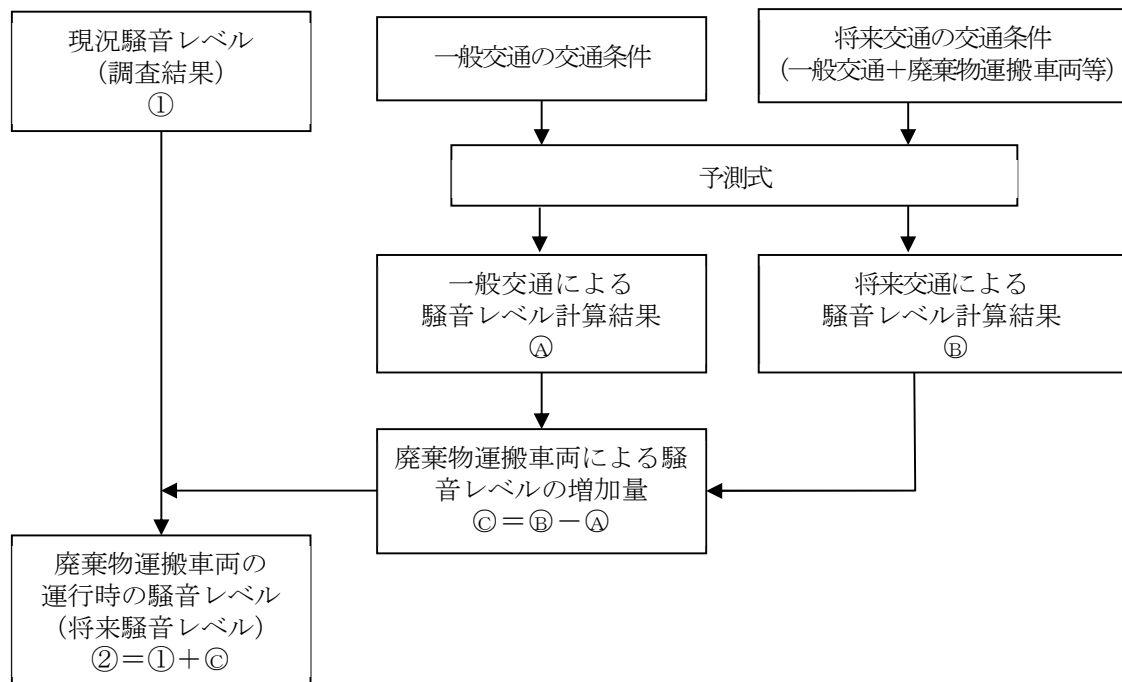 現況騒音レベル
(調査結果)
①
一般交通の交通条件
将来交通の交通条件
(一般交通＋廃棄物運搬車両等)
予測式
一般交通による
騒音レベル計算結果
Ⓐ
将来交通による
騒音レベル計算結果
Ⓑ
廃棄物運搬車両による騒
音レベルの増加量
Ⓒ＝Ⓑ－Ⓐ
廃棄物運搬車両の
運行時の騒音レベル
(将来騒音レベル)
②＝①＋Ⓒ